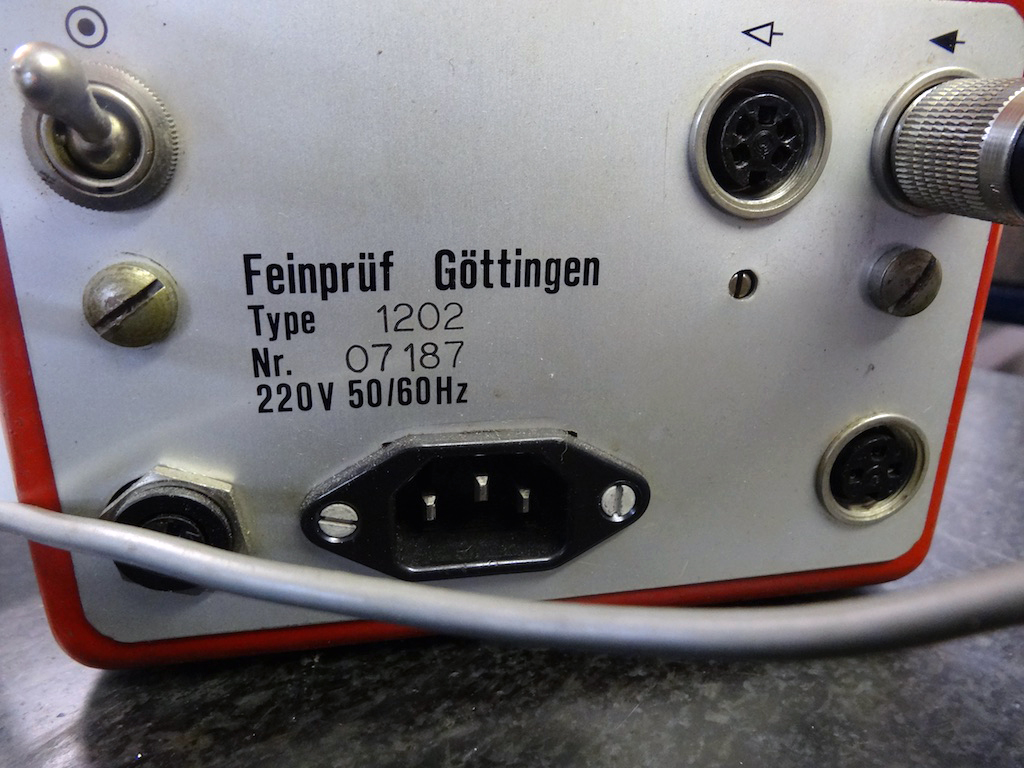 Feinprüf Göttingen
Type 1202
Nr. 07187
220V 50/60Hz